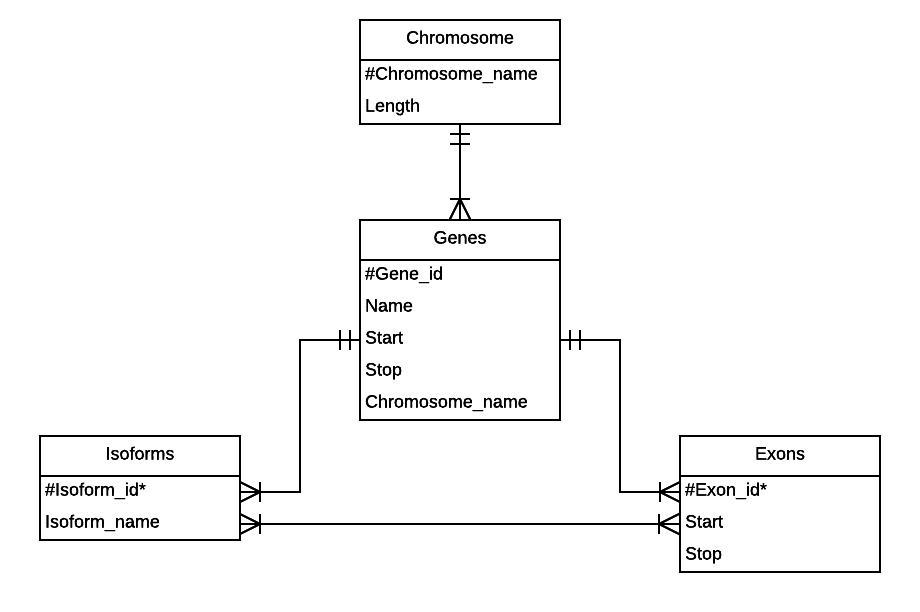 Chromosome
#Chromosome_name
Length
Genes
#Gene_id
Name
Start
Stop
Chromosome_name
Isoforms
#Isoform_id*
Isoform_name
Exons
#Exon_id*
Start
Stop